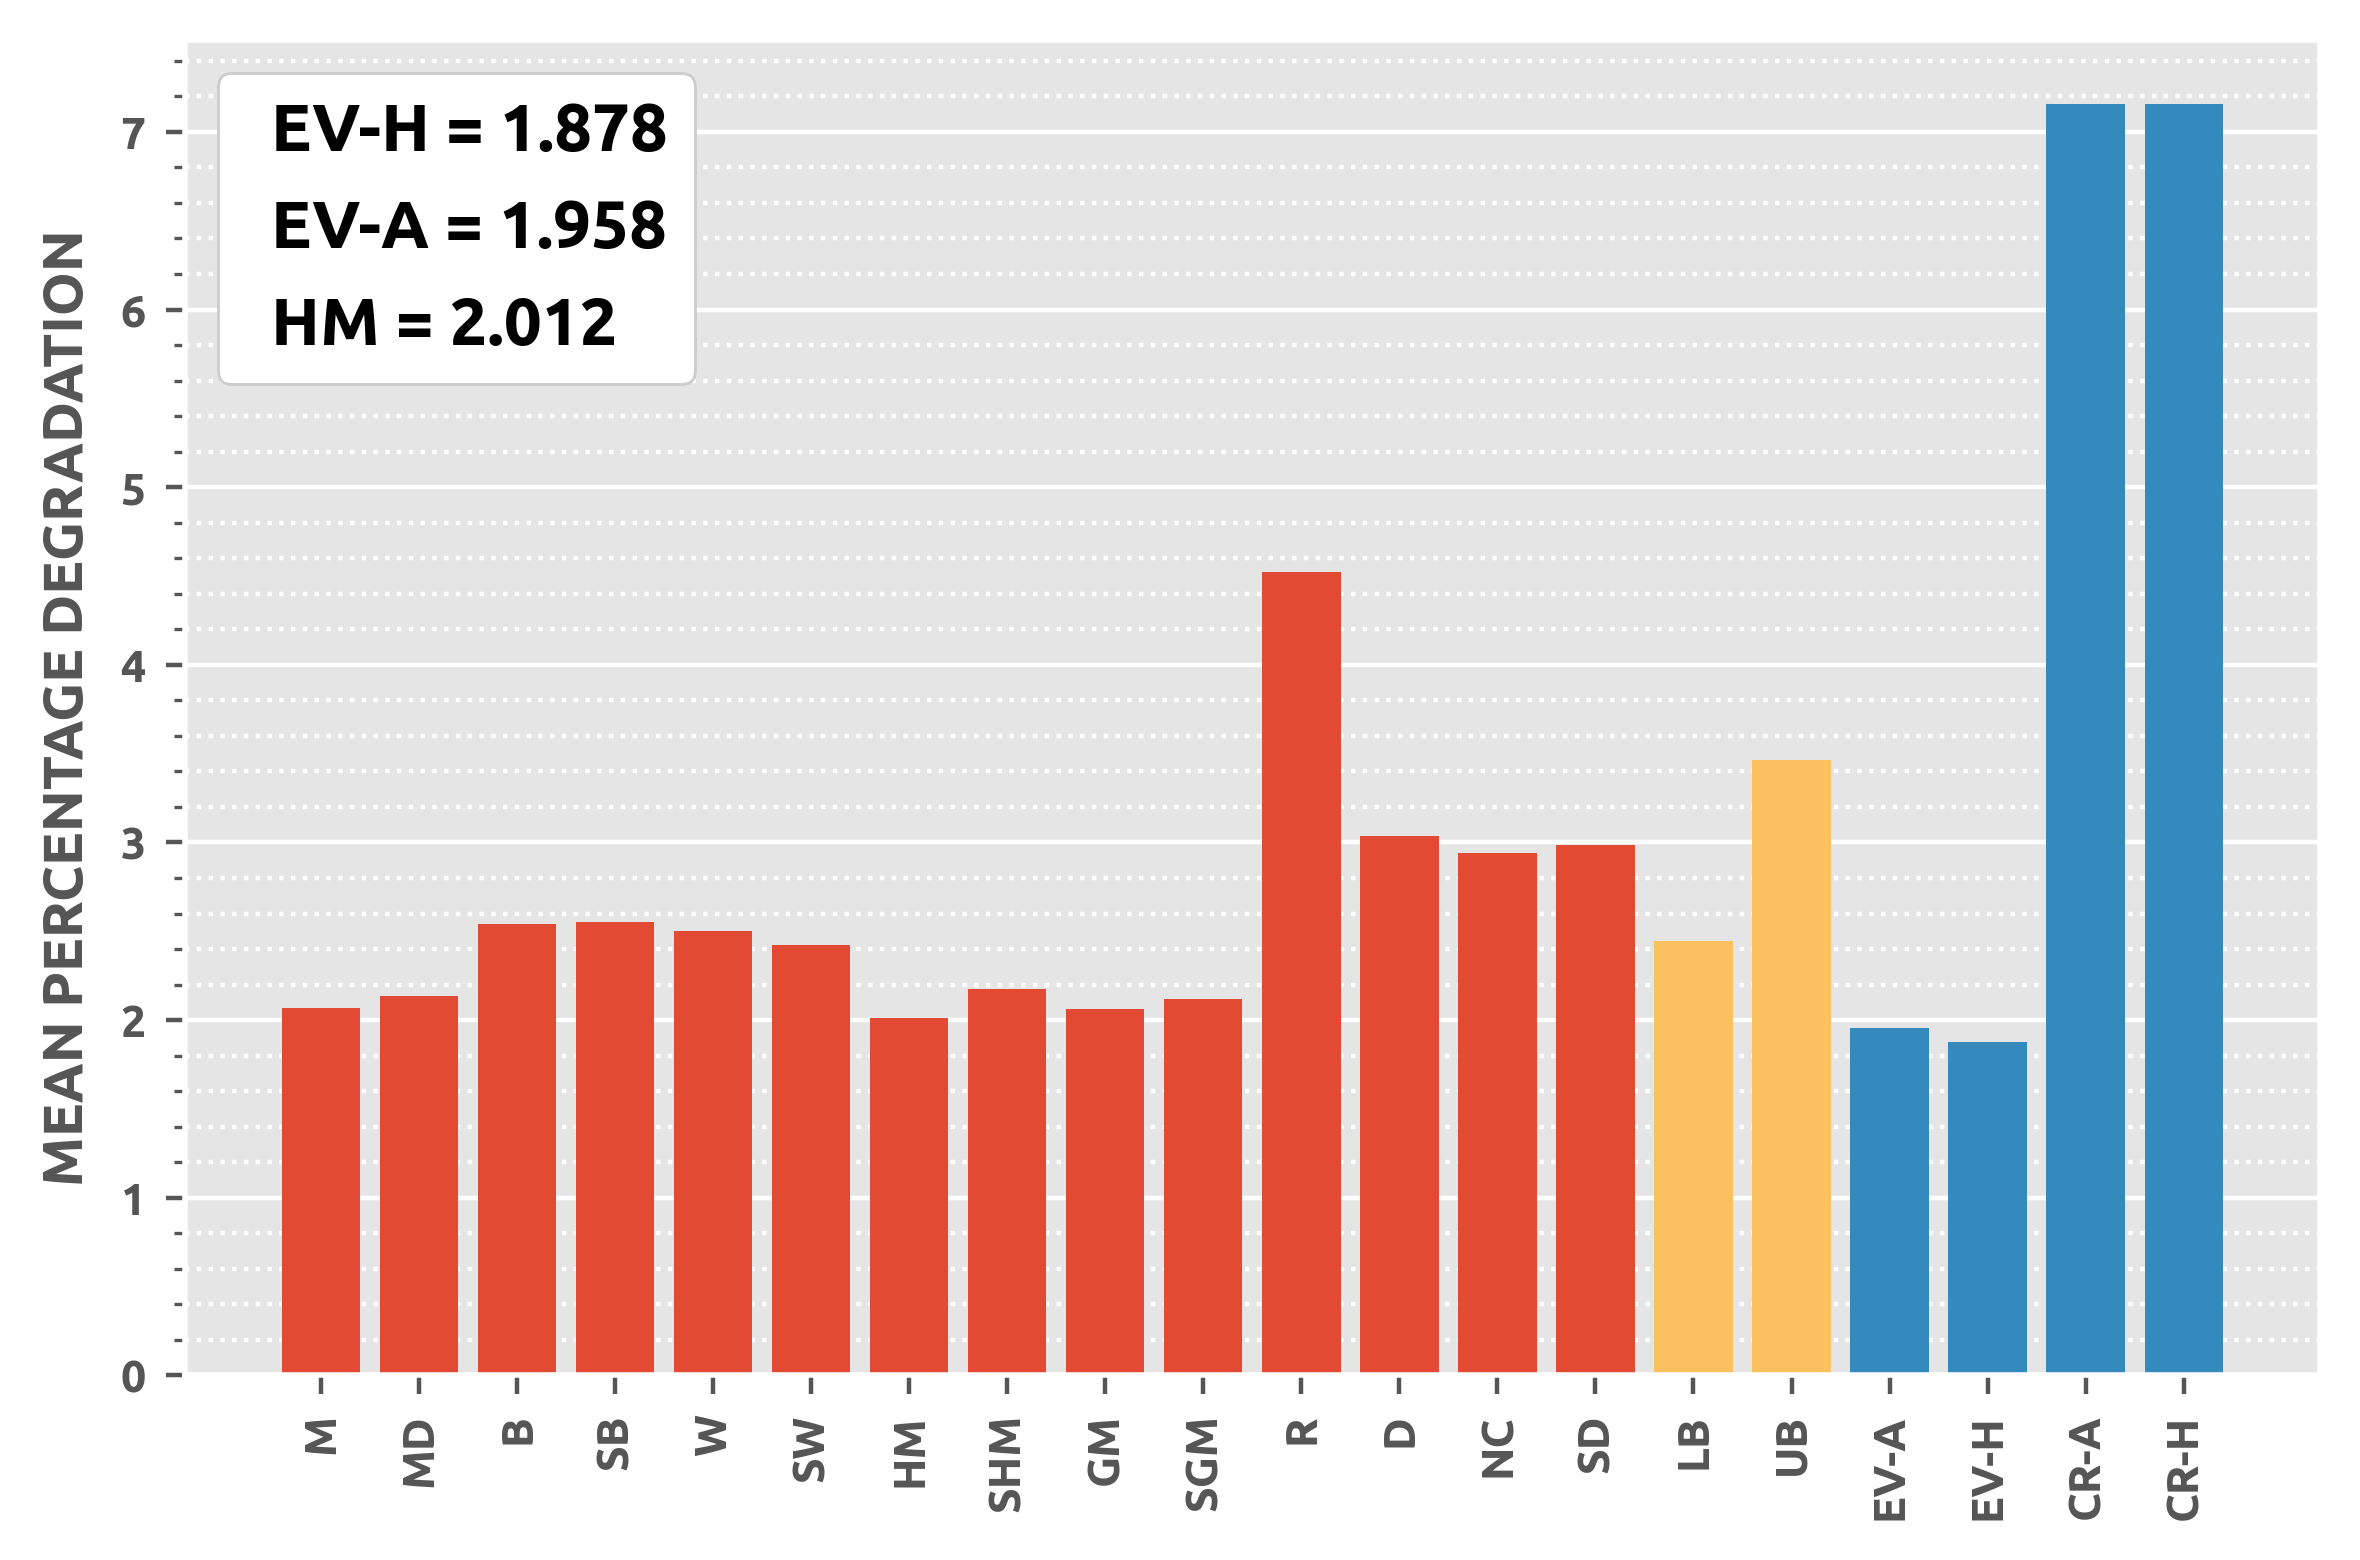 EV-H = 1.878
EV-A = 1.958
HM = 2.012
MEAN PERCENTAGE DEGRADATION
7
6
5
4
3
2
1
0
M MD B SB W SW HM SHM GM SGM R D NC SD LB UB EV-A EV-H CR-A CR-H